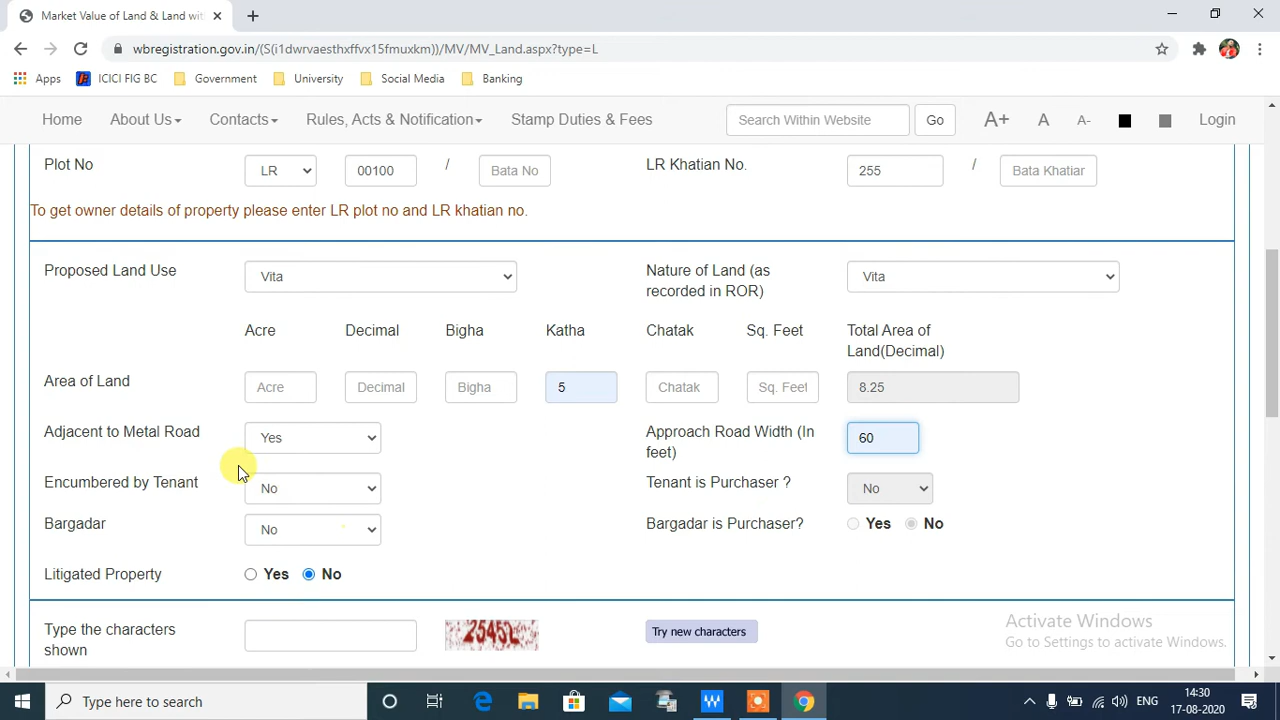 Market Value of Land & Land wit
wbregistration.gov.in/(S(i1dwrvaesthxffvx15fmuxkm))/MV/MV_Land.aspx?type=L
Apps ICICI FIG BC Government University Social Media Banking
Home About Us Contacts Rules, Acts & Notification Stamp Duties & Fees Search Within Website Go A+ A A- Login
Plot No LR 00100 / Bata No LR Khatian No. 255 / Bata Khatiar
To get owner details of property please enter LR plot no and LR khatian no.
Proposed Land Use Vita Nature of Land (as recorded in ROR) Vita
Acre Decimal Bigha Katha Chatak Sq. Feet Total Area of Land(Decimal)
Area of Land Acre Decimal Bigha 5 Chatak Sq. Feet 8.25
Adjacent to Metal Road Yes Approach Road Width (In feet) 60
Encumbered by Tenant No Tenant is Purchaser ? No
Bargadar No Bargadar is Purchaser? Yes No
Litigated Property Yes No
Type the characters shown Try new characters
Activate Windows
Go to Settings to activate Windows.
Type here to search ENG 14:30
17-08-2020